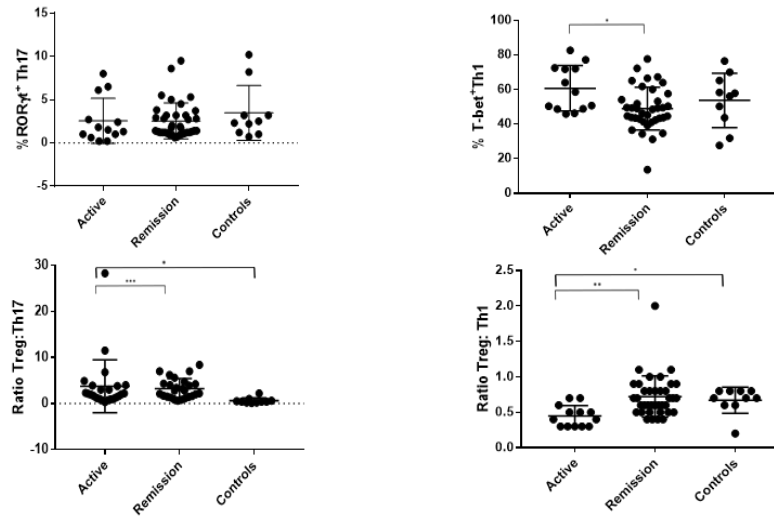 %RORγt+ Th17
15
10
5
0
-5
Active
Remission
Controls
% T-bet+Th1
100
80
60
40
20
0
*
Active
Remission
Controls
Ratio Treg:Th17
30
20
10
0
-10
*
***
Active
Remission
Controls
Ratio Treg: Th1
2.5
2.0
1.5
1.0
0.5
0.0
*
**
Active
Remission
Controls